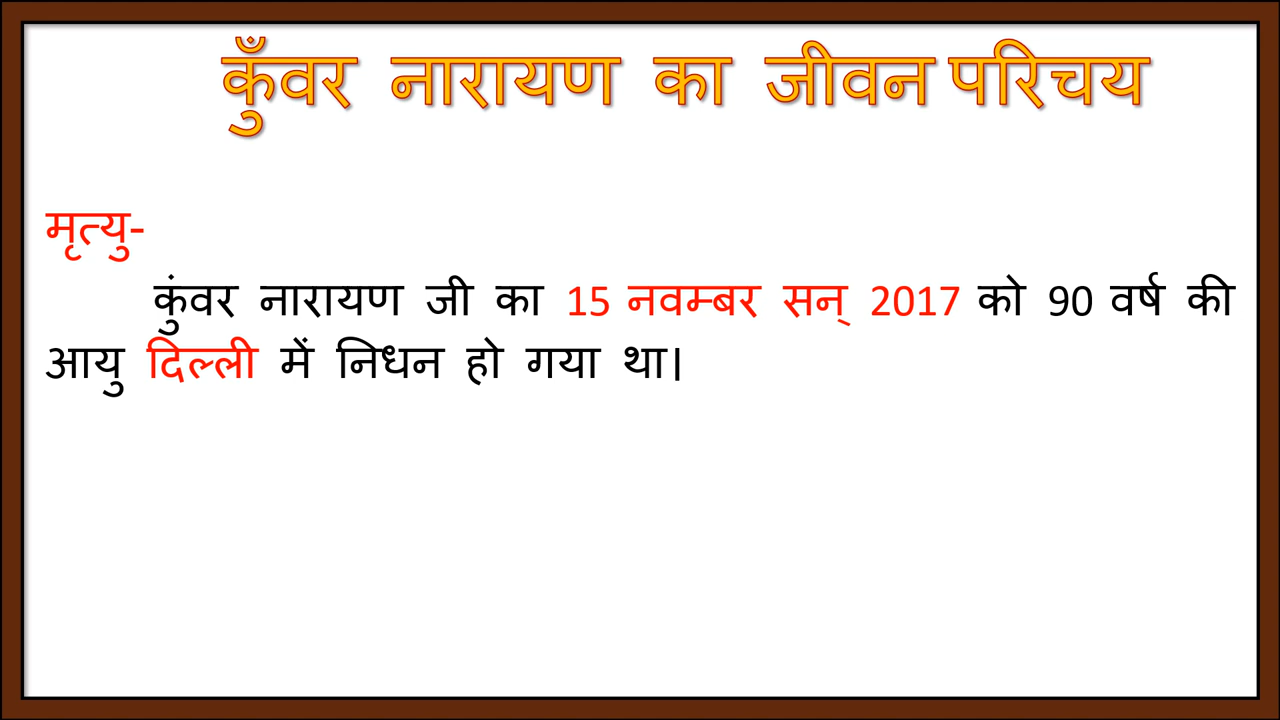 कुँवर नारायण का जीवन परिचय
मृत्यु-
कुंवर नारायण जी का 15 नवम्बर सन् 2017 को 90 वर्ष की
आयु दिल्ली में निधन हो गया था।